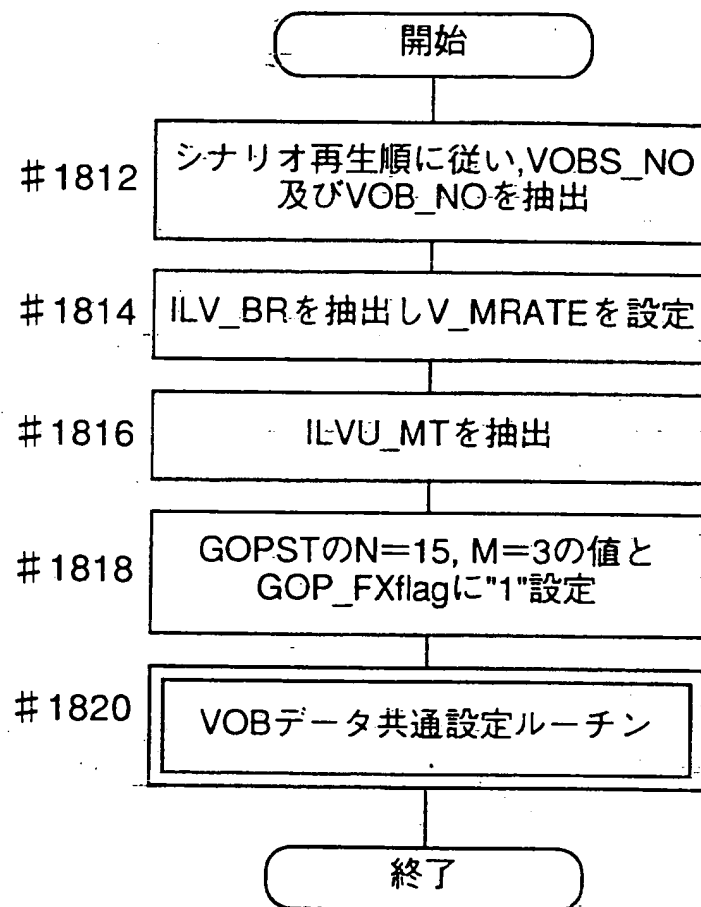 開始
#1812
シナリオ再生順に従い,VOBS_NO
及びVOB_NOを抽出
#1814
ILV_BRを抽出しV_MRATEを設定
#1816
ILVU_MTを抽出
#1818
GOPSTのN=15, M=3の値と
GOP_FXflagに"1"設定
#1820
VOBデータ共通設定ルーチン
終了